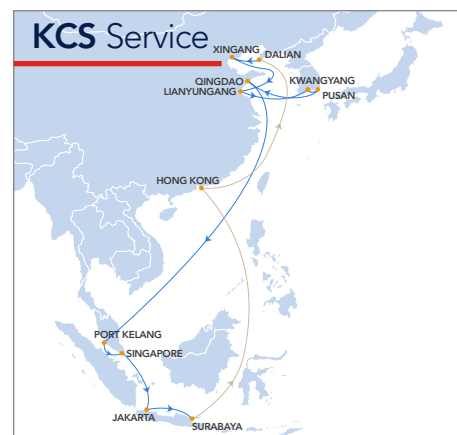 KCS Service
XINGANG
DALIAN
QINGDAO
KWANGYANG
LIANYUNGANG
PUSAN
HONG KONG
PORT KELANG
SINGAPORE
JAKARTA
SURABAYA